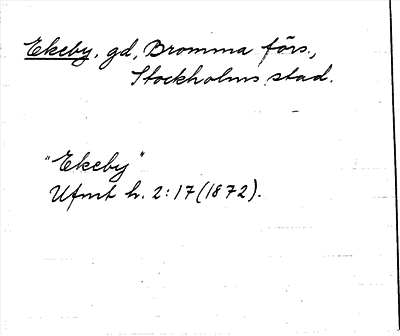 Ekeby, gd, Bromma förs.,
Stockholms stad.
"Ekeby"
Ufmt h. 2:17 (1872).